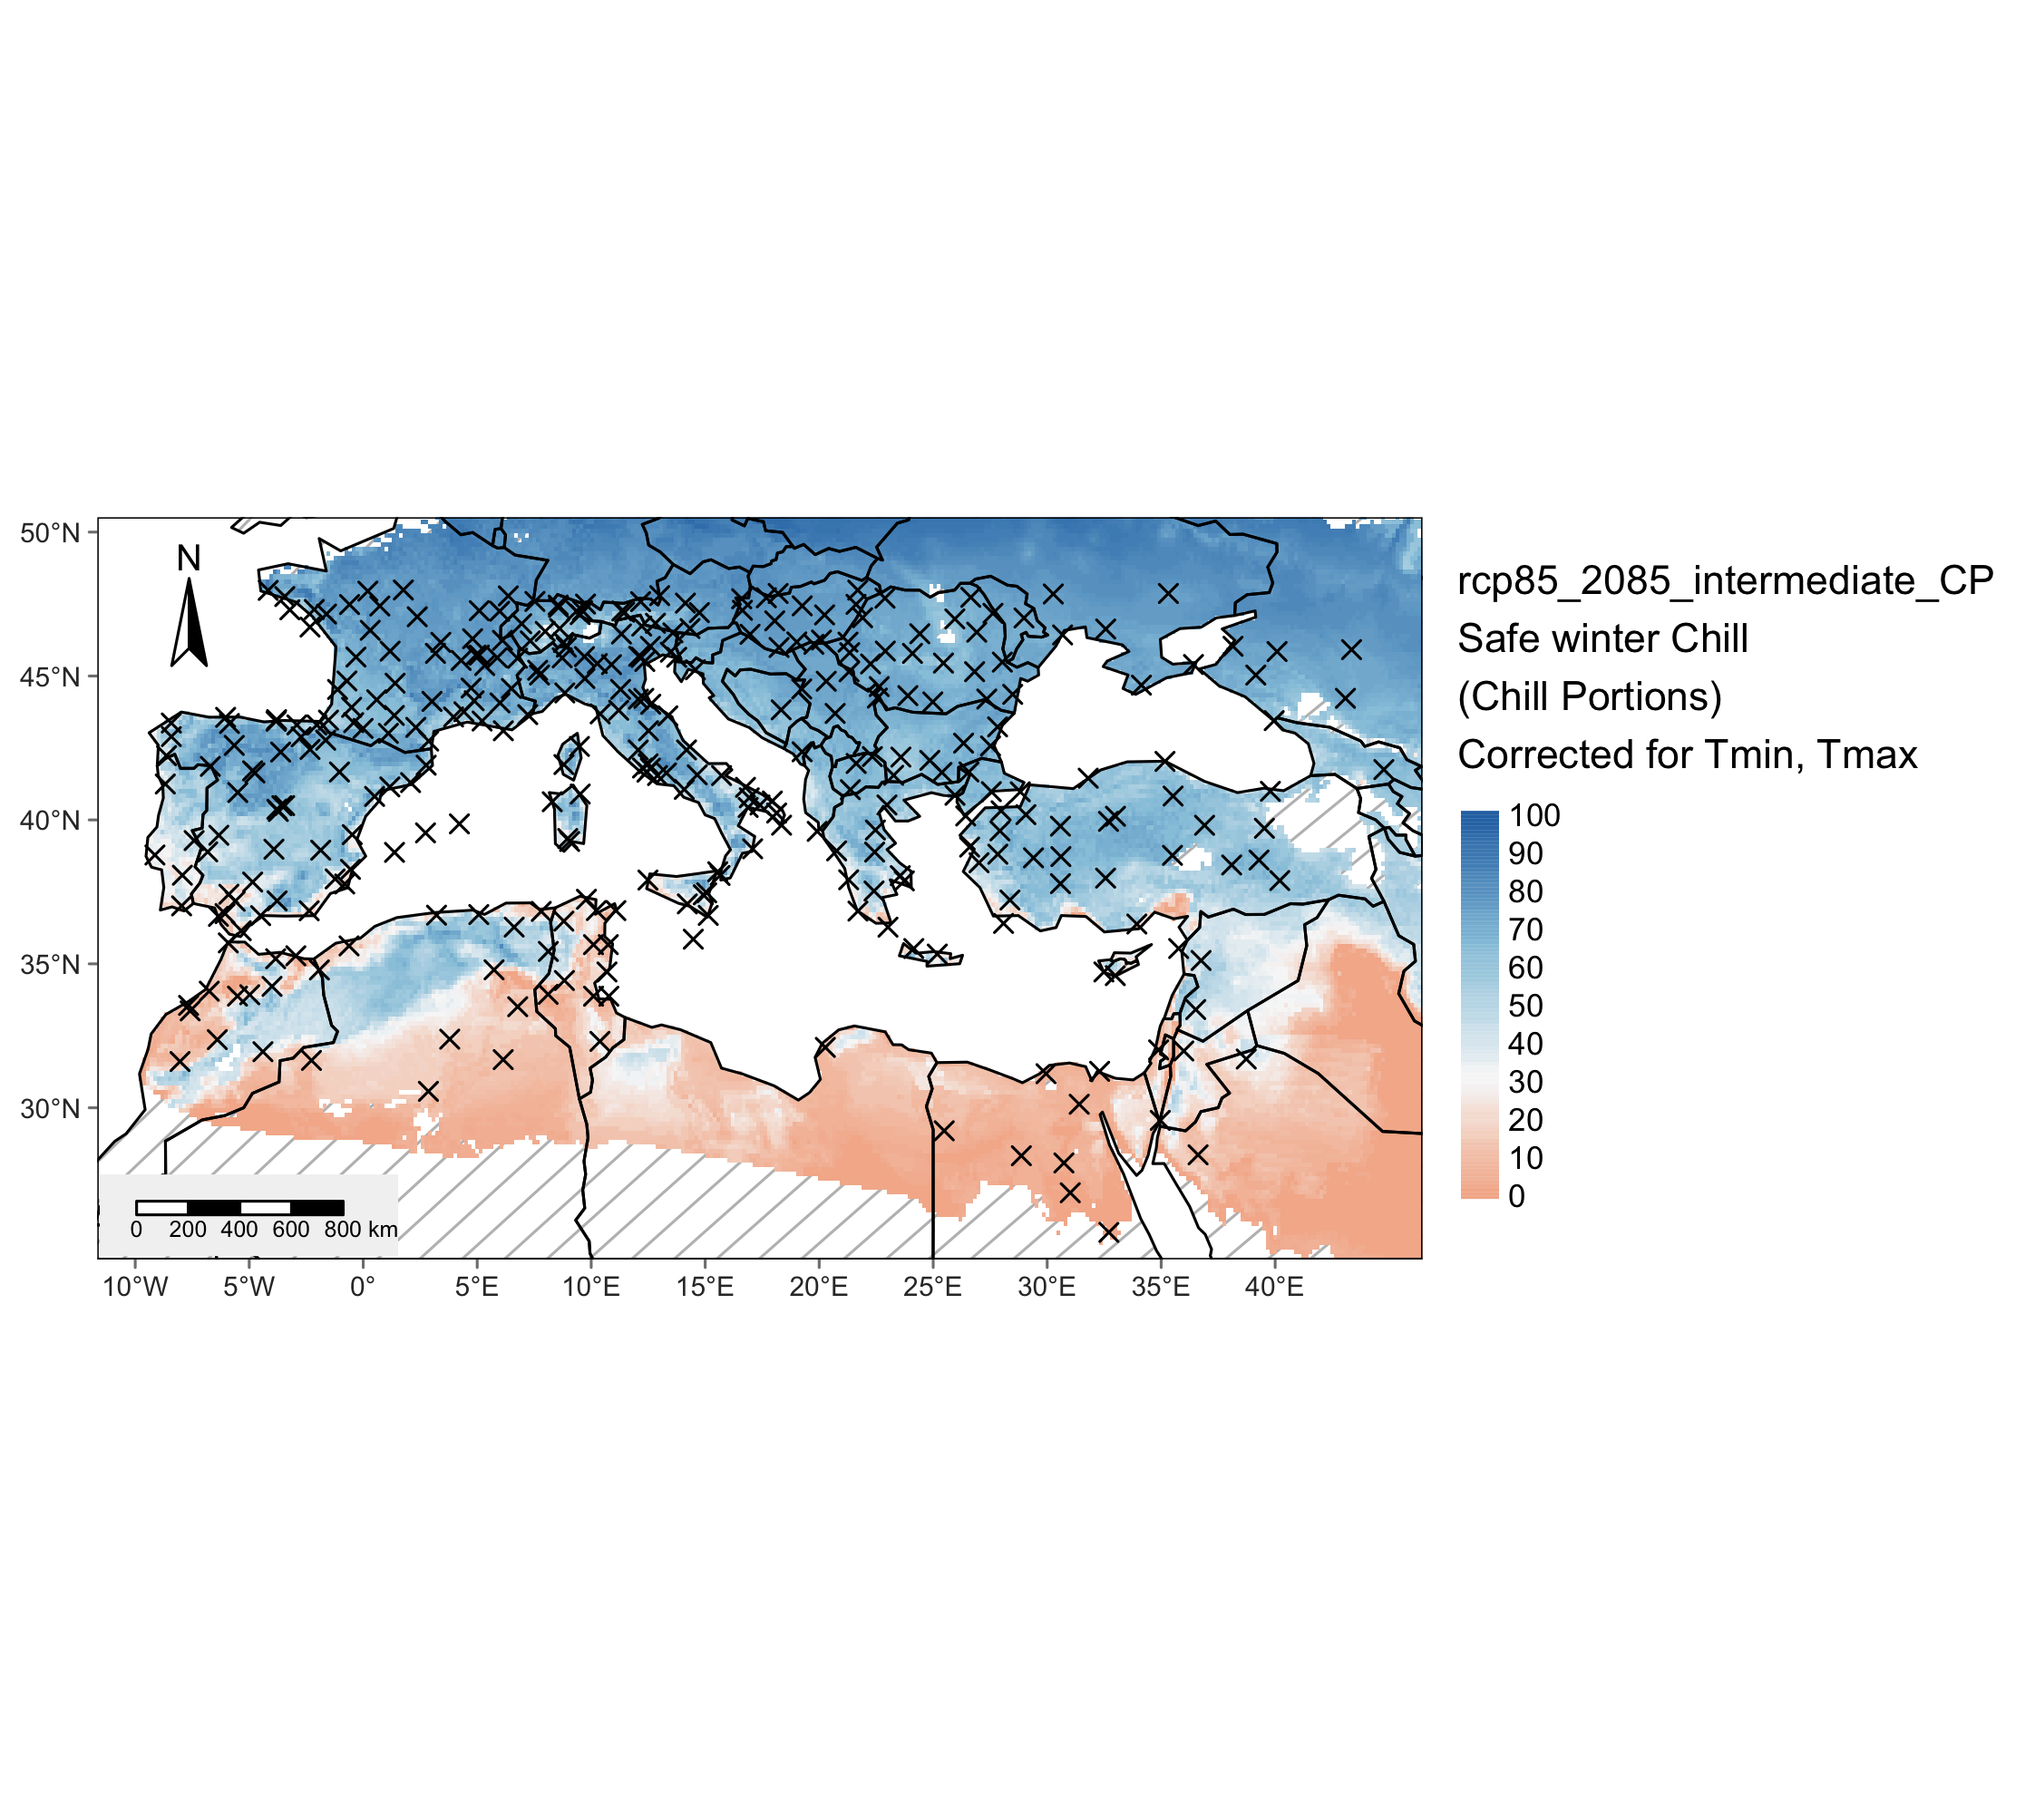 50°N
45°N
40°N
35°N
30°N
N
0 200 400 600 800 km
10°W 5°W 0° 5°E 10°E 15°E 20°E 25°E 30°E 35°E 40°E
rcp85_2085_intermediate_CP
Safe winter Chill
(Chill Portions)
Corrected for Tmin, Tmax
100
90
80
70
60
50
40
30
20
10
0